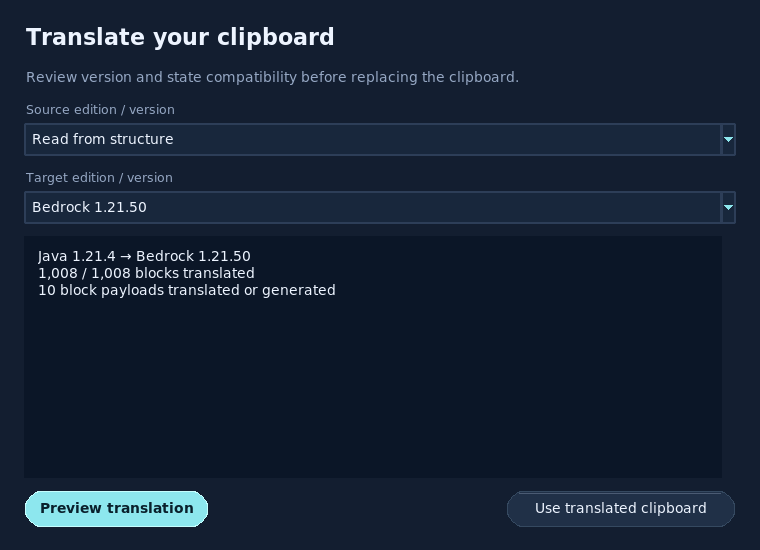 Translate your clipboard
Review version and state compatibility before replacing the clipboard.
Source edition / version
Read from structure
Target edition / version
Bedrock 1.21.50
Java 1.21.4 → Bedrock 1.21.50
1,008 / 1,008 blocks translated
10 block payloads translated or generated
Preview translation
Use translated clipboard